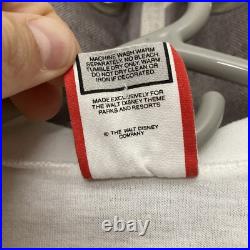 MACHINE WASH WARM
SEPARATELY. NO BLEACH
TUMBLE DRY ONLY. WARM
DO NOT DRY CLEAN OR
IRON IF DECORATED.
MADE EXCLUSIVELY FOR
THE WALT DISNEY THEME
PARKS AND RESORTS
© THE WALT DISNEY
COMPANY